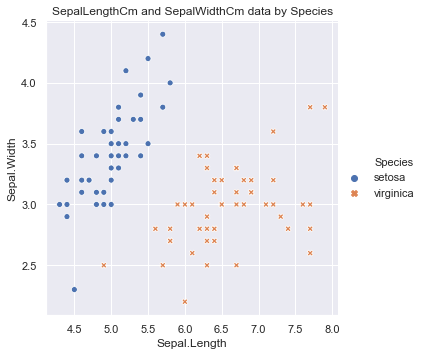 SepalLengthCm and SepalWidthCm data by Species
4.5
4.0
3.5
3.0
2.5
Sepal.Width
4.5 5.0 5.5 6.0 6.5 7.0 7.5 8.0
Sepal.Length
Species
setosa
virginica